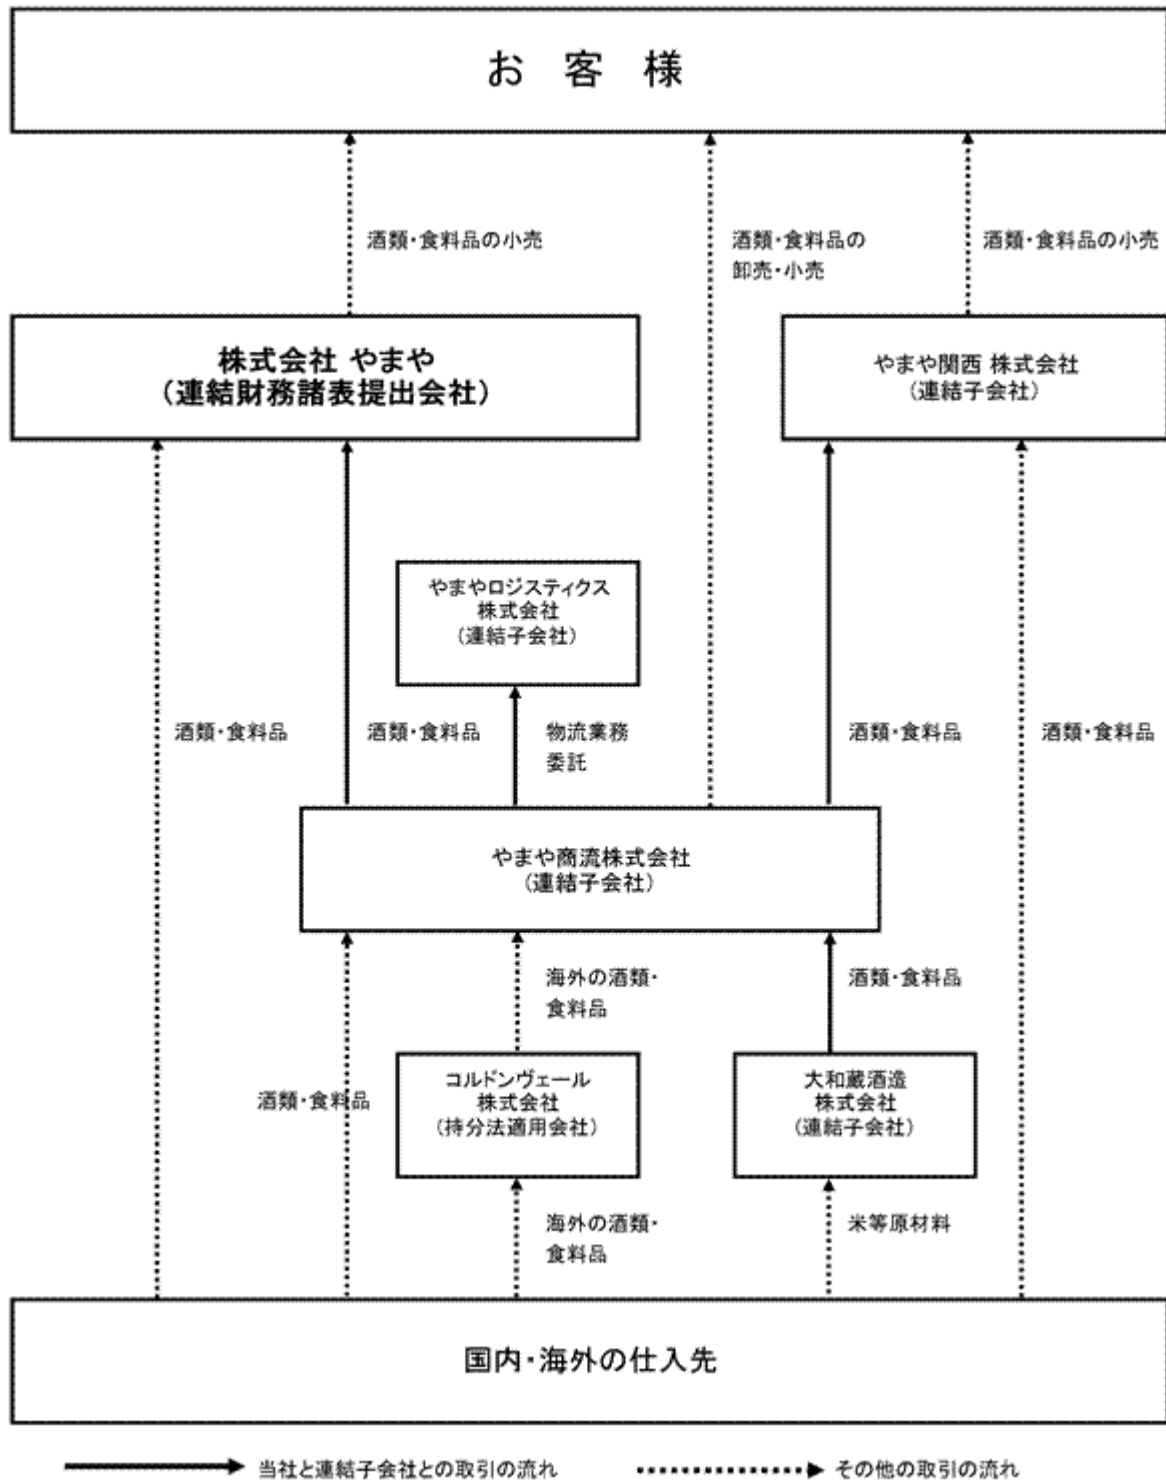 お 客 様
酒類・食料品の小売
酒類・食料品の
卸売・小売
酒類・食料品の小売
株式会社 やまや
(連結財務諸表提出会社)
やまや関西 株式会社
(連結子会社)
やまやロジスティクス
株式会社
(連結子会社)
酒類・食料品
酒類・食料品
物流業務
委託
酒類・食料品
酒類・食料品
やまや商流株式会社
(連結子会社)
海外の酒類・
食料品
酒類・食料品
コルドンヴェール
株式会社
(持分法適用会社)
大和蔵酒造
株式会社
(連結子会社)
酒類・食料品
海外の酒類・
食料品
米等原材料
国内・海外の仕入先
当社と連結子会社との取引の流れ
その他の取引の流れ